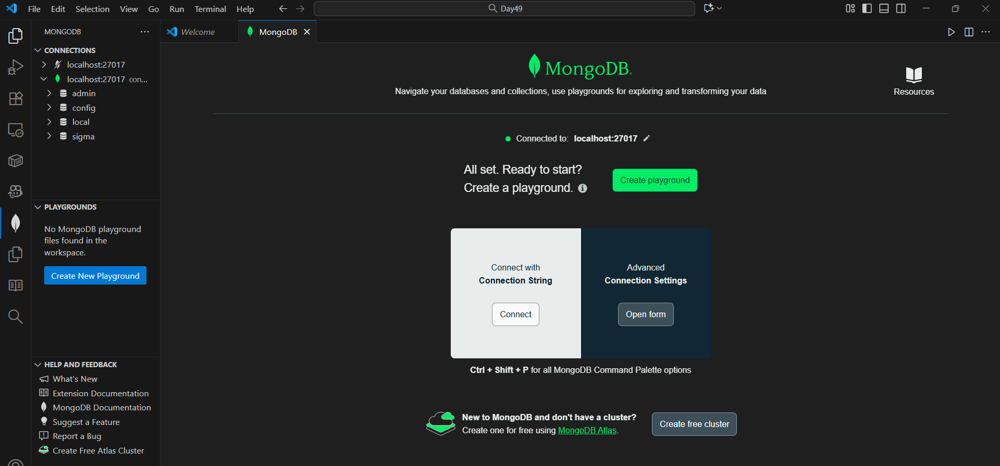 File Edit Selection View Go Run Terminal Help
Day49
MONGODB
Welcome
MongoDB
CONNECTIONS
localhost:27017
localhost:27017 con...
admin
config
local
sigma
PLAYGROUNDS
No MongoDB playground
files found in the
workspace.
Create New Playground
HELP AND FEEDBACK
What's New
Extension Documentation
MongoDB Documentation
Suggest a Feature
Report a Bug
Create Free Atlas Cluster
MongoDB.
Navigate your databases and collections, use playgrounds for exploring and transforming your data
Resources
Connected to: localhost:27017
All set. Ready to start?
Create a playground.
Create playground
Connect with
Connection String
Connect
Advanced
Connection Settings
Open form
Ctrl + Shift + P for all MongoDB Command Palette options
New to MongoDB and don't have a cluster?
Create one for free using MongoDB Atlas.
Create free cluster